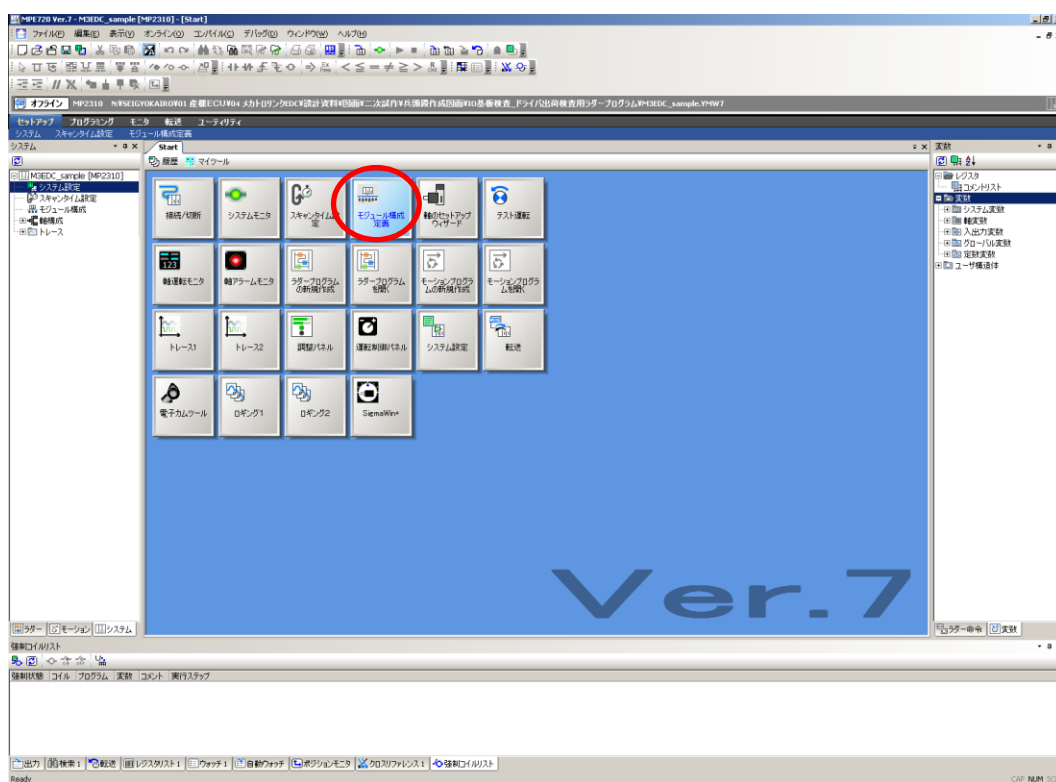 MPE720 Ver.7 - M3EDC_sample [MP2310] - [Start]
ファイル(F) 編集(E) 表示(V) オンライン(O) コンパイル(C) デバッグ(D) ウィンドウ(W) ヘルプ(H)
オフライン MP2310
セットアップ プログラミング モニタ 転送 ユーティリティ
システム スキャンタイム設定 モジュール構成定義
システム
Start
変数
履歴 マイツール
M3EDC_sample [MP2310]
システム設定
スキャンタイム設定
モジュール構成
軸構成
トレース
接続/切断
システムモニタ
スキャンタイム設定
モジュール構成定義
軸のセットアップウィザード
テスト運転
123
軸運転モニタ
軸アラームモニタ
ラダープログラムの新規作成
ラダープログラムを開く
モーションプログラムの新規作成
モーションプログラムを開く
トレース1
トレース2
調整パネル
運転制御パネル
システム設定
転送
電子カムツール
ロギング1
ロギング2
SigmaWin+
Ver.7
レジスタ
コメントリスト
変数
システム変数
軸変数
入出力変数
グローバル変数
定数変数
ユーザ構造体
ラダー モーション システム
ラダー命令 変数
強制コイルリスト
強制状態 コイル プログラム 変数 コメント 実行ステップ
出力 検索1 転送 レジスタリスト1 ウォッチ1 自動ウォッチ ポジションモニタ クロスリファレンス1 強制コイルリスト
Ready
CAP NUM